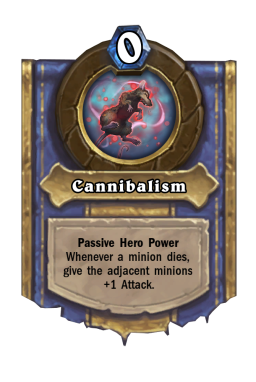 0
Cannibalism
Passive Hero Power
Whenever a minion dies,
give the adjacent minions
+1 Attack.